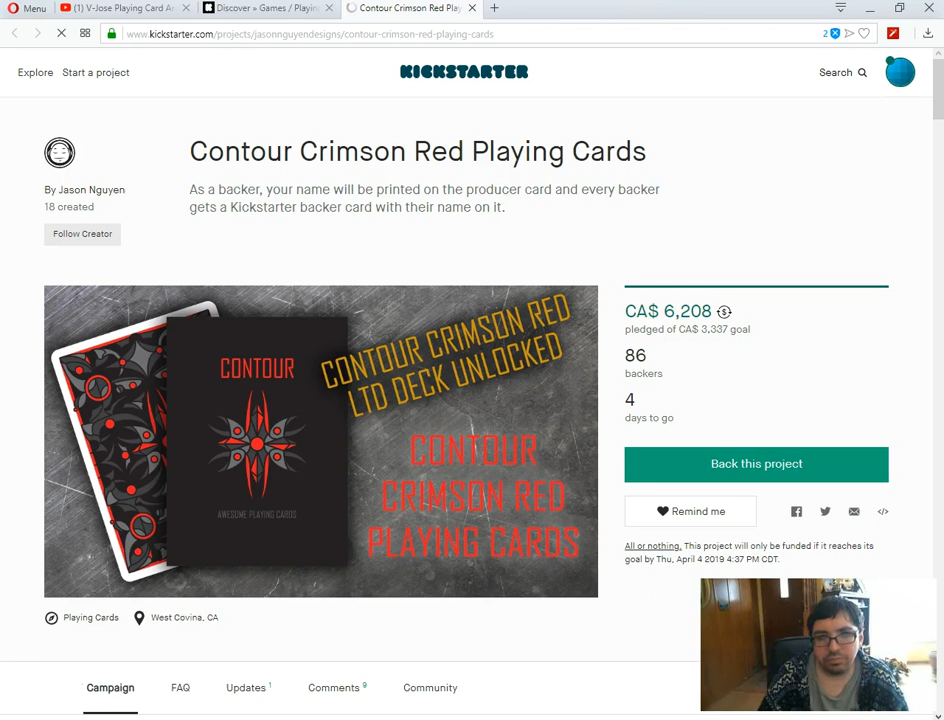 Menu
(1) V-Jose Playing Card Ar
Discover » Games / Playin
Contour Crimson Red Play
www.kickstarter.com/projects/jasonnguyendesigns/contour-crimson-red-playing-cards
2
Explore
Start a project
KICKSTARTER
Search
Contour Crimson Red Playing Cards
By Jason Nguyen
18 created
Follow Creator
As a backer, your name will be printed on the producer card and every backer
gets a Kickstarter backer card with their name on it.
CONTOUR
AWESOME PLAYING CARDS
CONTOUR CRIMSON RED
LTD DECK UNLOCKED
CONTOUR
CRIMSON RED
PLAYING CARDS
CA$ 6,208
pledged of CA$ 3,337 goal
86
backers
4
days to go
Back this project
Remind me
All or nothing. This project will only be funded if it reaches its
goal by Thu, April 4 2019 4:37 PM CDT.
Playing Cards
West Covina, CA
Campaign
FAQ
Updates 1
Comments 9
Community